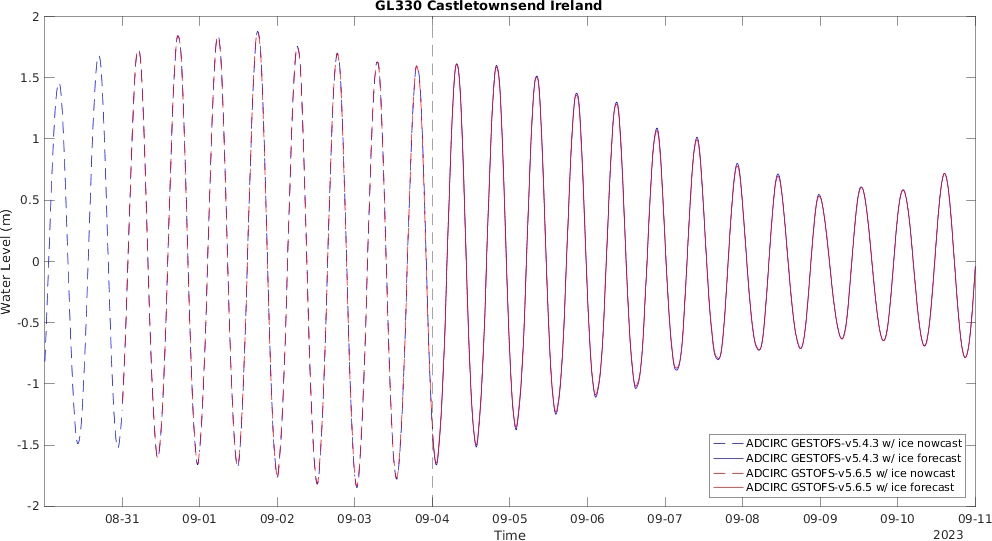 GL330 Castletownsend Ireland
2
1.5
1
0.5
0
-0.5
-1
-1.5
-2
Water Level (m)
ADCIRC GESTOFS-v5.4.3 w/ ice nowcast
ADCIRC GESTOFS-v5.4.3 w/ ice forecast
ADCIRC GSTOFS-v5.6.5 w/ ice nowcast
ADCIRC GSTOFS-v5.6.5 w/ ice forecast
08-31 09-01 09-02 09-03 09-04 09-05 09-06 09-07 09-08 09-09 09-10 09-11
Time
2023